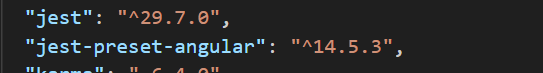 "jest": "^29.7.0",
"jest-preset-angular": "^14.5.3",